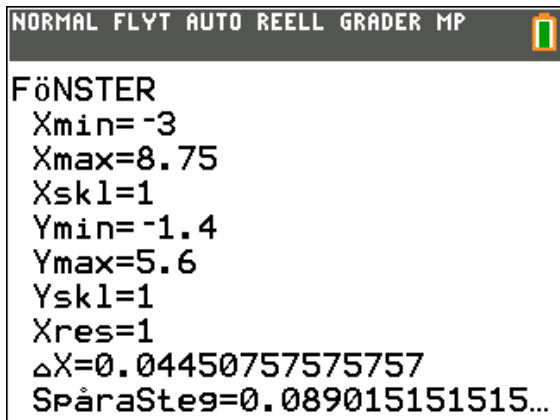 NORMAL FLYT AUTO REELL GRADER MP
FöNSTER
Xmin=⁻3
Xmax=8.75
Xskl=1
Ymin=⁻1.4
Ymax=5.6
Yskl=1
Xres=1
△X=0.04450757575757
SpåraSteg=0.089015151515…